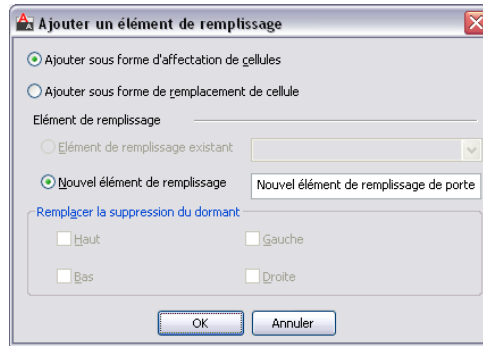 Ajouter un élément de remplissage
Ajouter sous forme d'affectation de cellules
Ajouter sous forme de remplacement de cellule
Elément de remplissage
Elément de remplissage existant
Nouvel élément de remplissage
Nouvel élément de remplissage de porte
Remplacer la suppression du dormant
Haut
Gauche
Bas
Droite
OK
Annuler